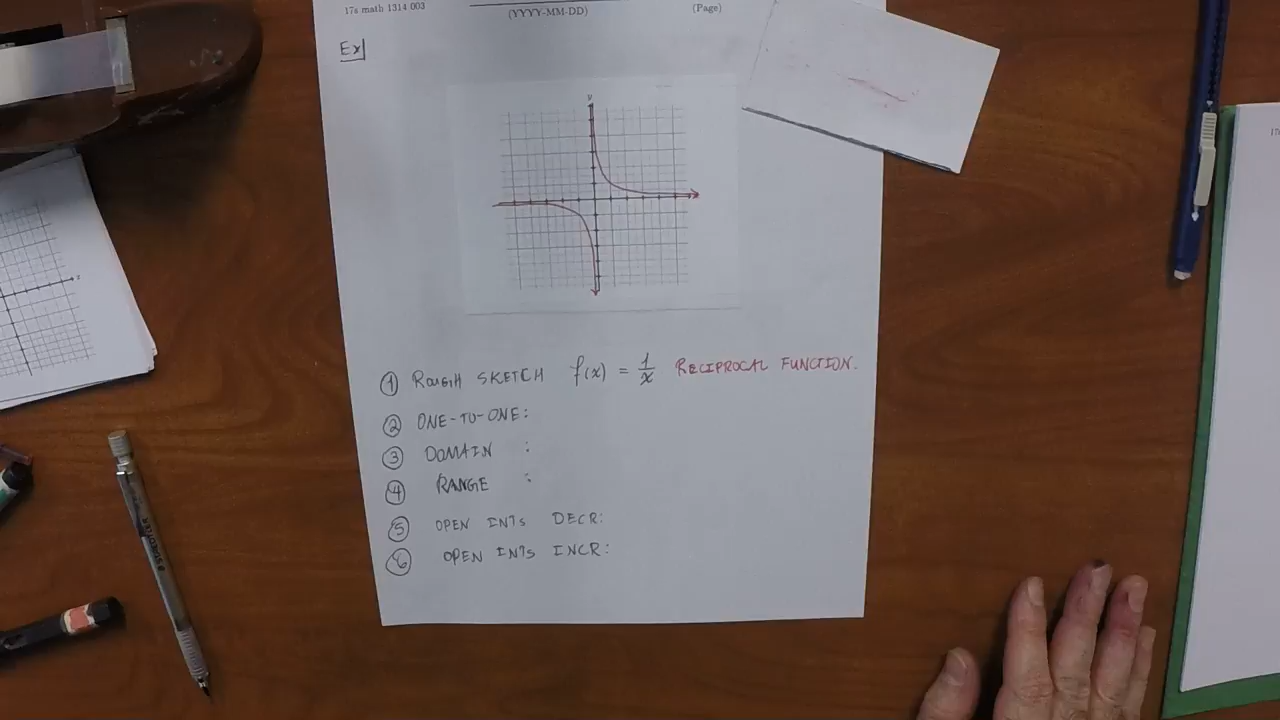 17s math 1314 003
(YYYY-MM-DD)
(Page)
Ex
y
① ROUGH SKETCH f(x) = 1/x RECIPROCAL FUNCTION.
② ONE-TO-ONE:
③ DOMAIN :
④ RANGE :
⑤ OPEN INTS DECR:
⑥ OPEN INTS INCR: